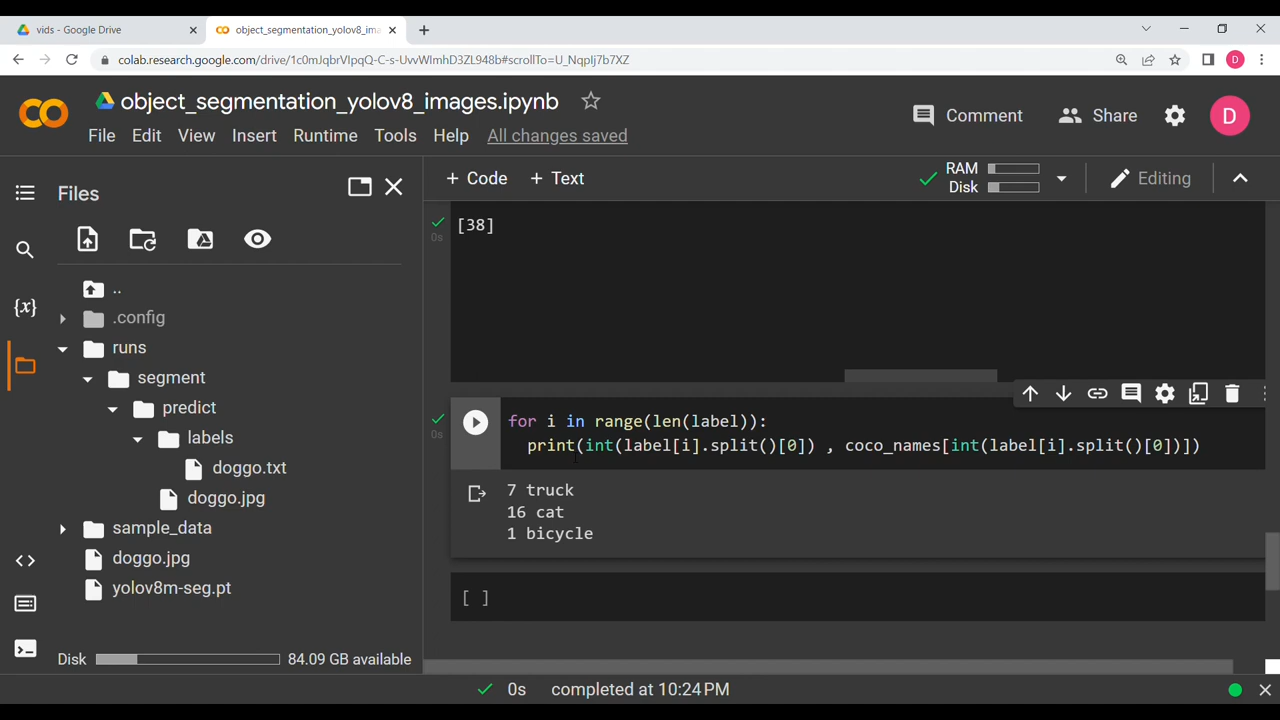 vids - Google Drive
object_segmentation_yolov8_ima
colab.research.google.com/drive/1c0mJqbrVIpqQ-C-s-UvvWImhD3ZL948b#scrollTo=U_NqpIj7b7XZ
D
object_segmentation_yolov8_images.ipynb
Comment
Share
D
File Edit View Insert Runtime Tools Help All changes saved
RAM
Disk
+ Code + Text
Editing
Files
{x}
..
.config
runs
segment
predict
labels
doggo.txt
doggo.jpg
sample_data
doggo.jpg
yolov8m-seg.pt
Disk 84.09 GB available
0s
[38]
0s
for i in range(len(label)):
print(int(label[i].split()[0]) , coco_names[int(label[i].split()[0])])
7 truck
16 cat
1 bicycle
[ ]
0s completed at 10:24 PM